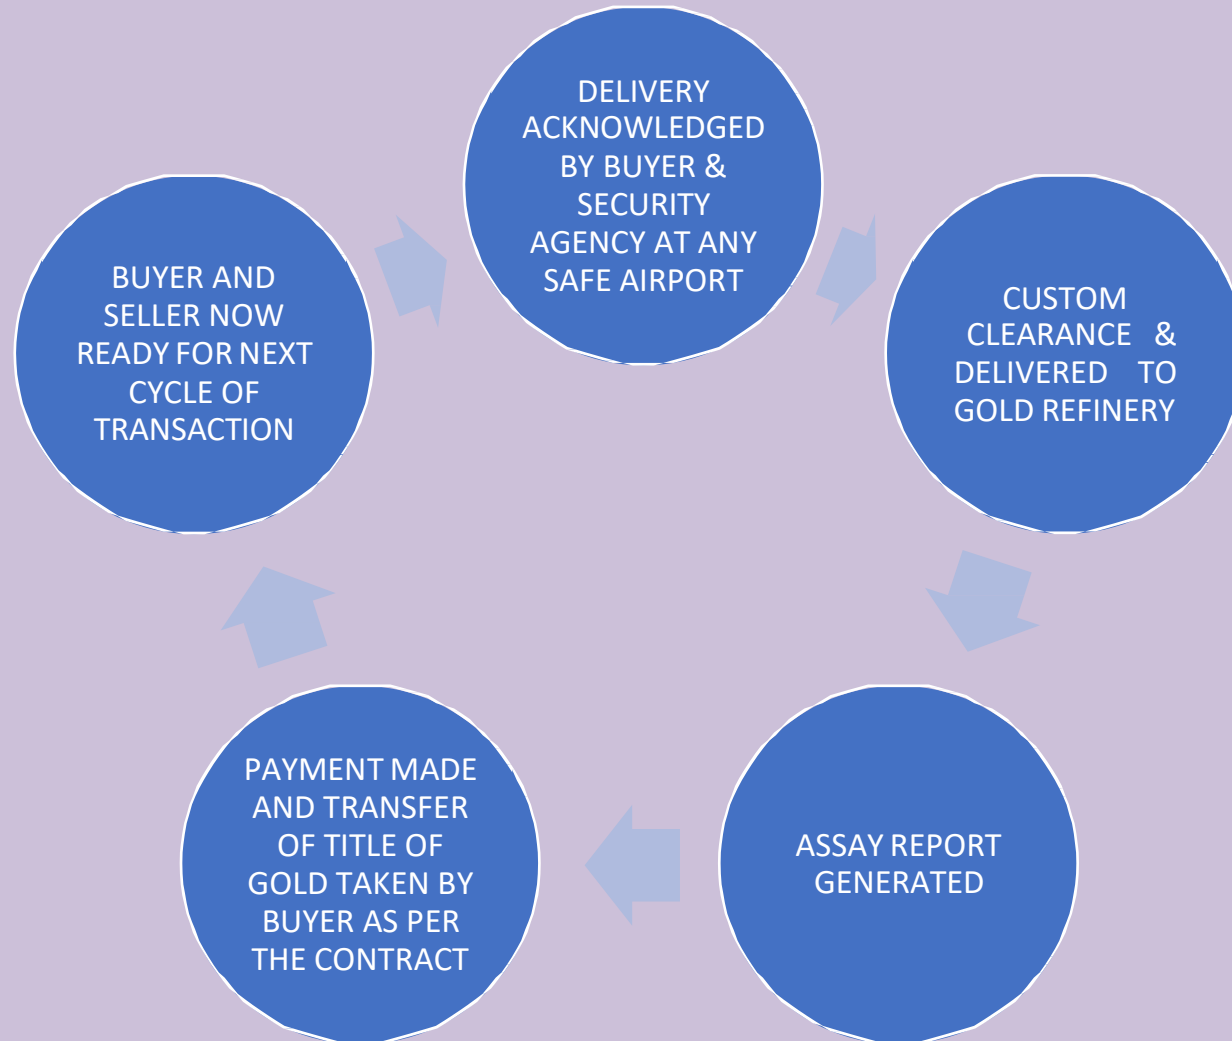 DELIVERY
ACKNOWLEDGED
BY BUYER &
SECURITY
AGENCY AT ANY
SAFE AIRPORT
CUSTOM
CLEARANCE &
DELIVERED TO
GOLD REFINERY
ASSAY REPORT
GENERATED
PAYMENT MADE
AND TRANSFER
OF TITLE OF
GOLD TAKEN BY
BUYER AS PER
THE CONTRACT
BUYER AND
SELLER NOW
READY FOR NEXT
CYCLE OF
TRANSACTION